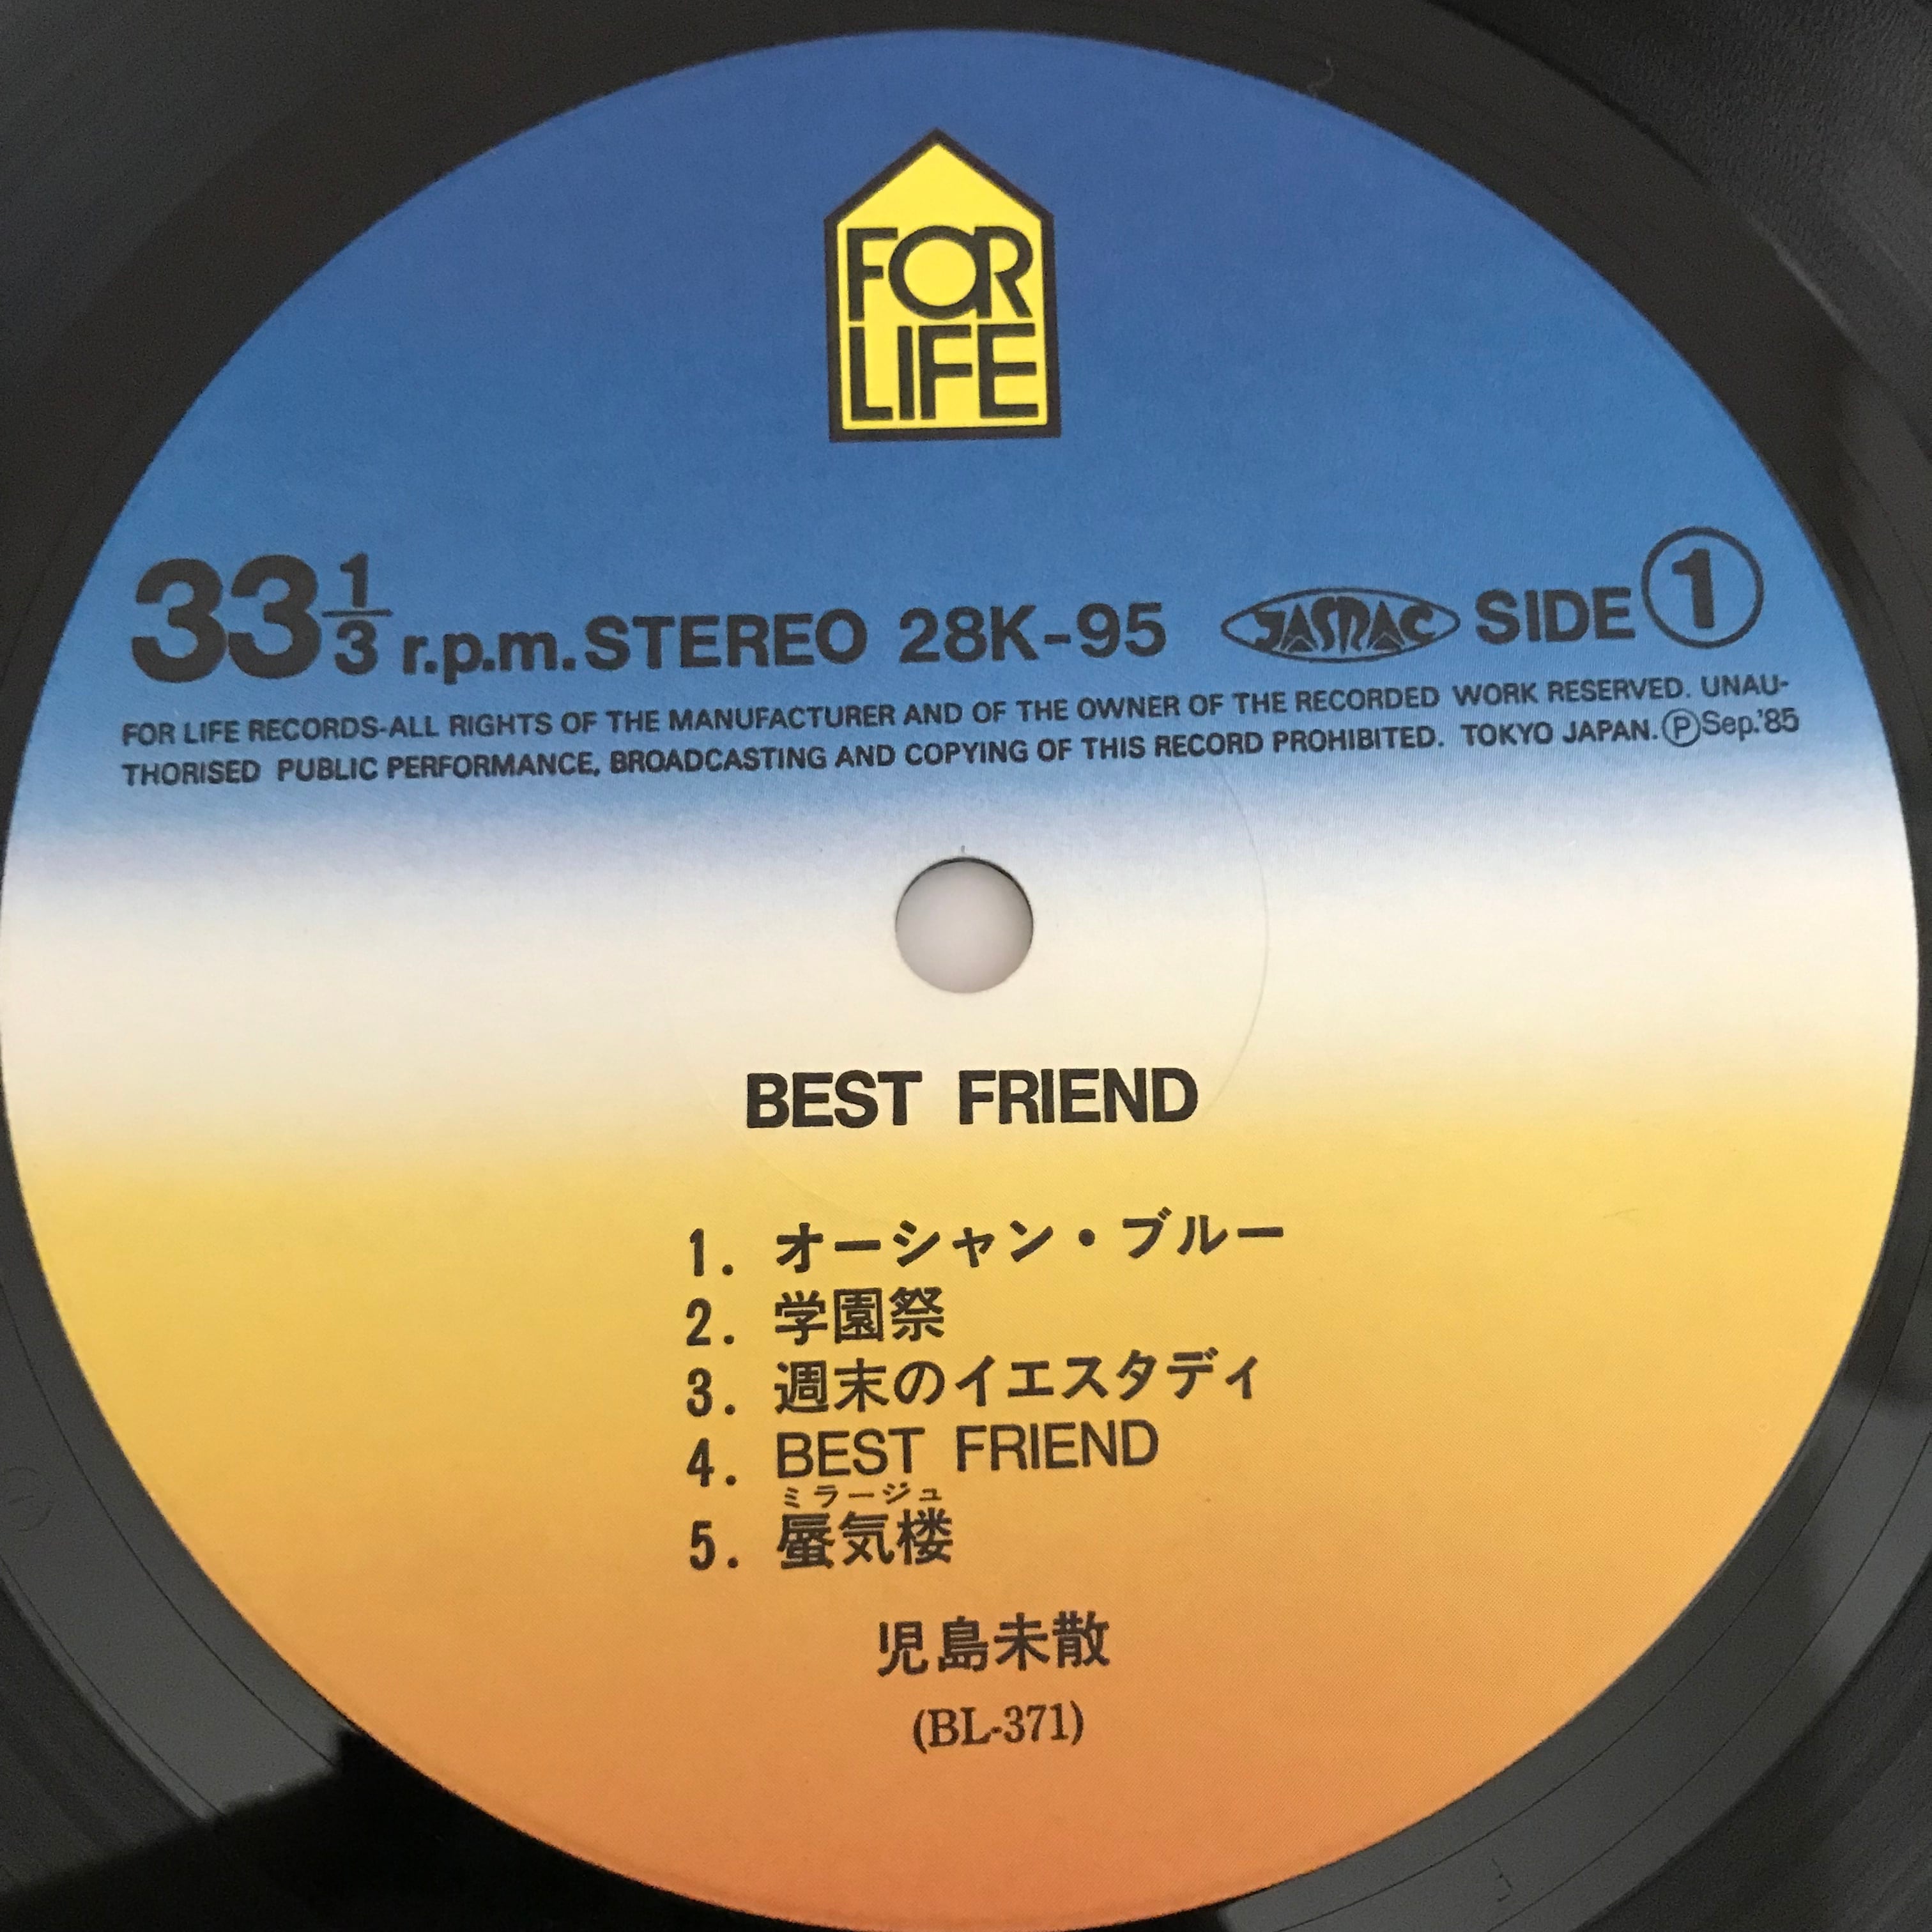 FOR
LIFE
33 1/3 r.p.m. STEREO 28K-95 JASRAC SIDE 1
FOR LIFE RECORDS-ALL RIGHTS OF THE MANUFACTURER AND OF THE OWNER OF THE RECORDED WORK RESERVED. UNAU-
THORISED PUBLIC PERFORMANCE, BROADCASTING AND COPYING OF THIS RECORD PROHIBITED. TOKYO JAPAN. Ⓟ Sep.'85
BEST FRIEND
1. オーシャン・ブルー
2. 学園祭
3. 週末のイエスタディ
4. BEST FRIEND
ミラージュ
5. 蜃気楼
児島未散
(BL-371)